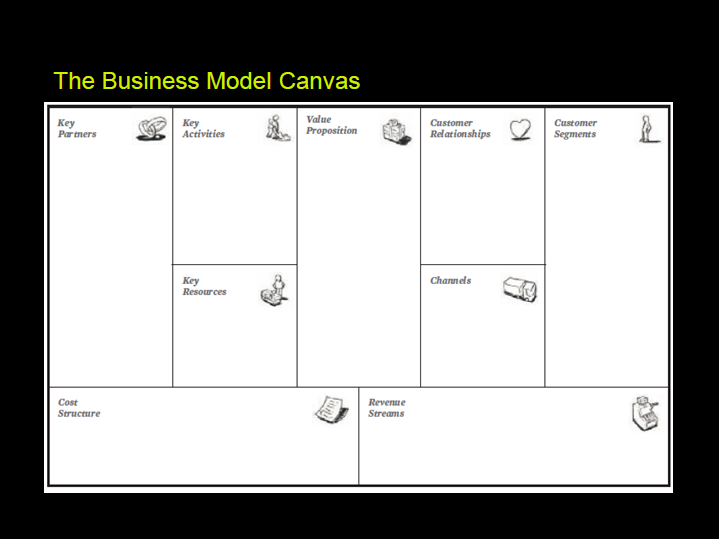 The Business Model Canvas
Key
Partners
Key
Activities
Value
Proposition
Customer
Relationships
Customer
Segments
Key
Resources
Channels
Cost
Structure
Revenue
Streams